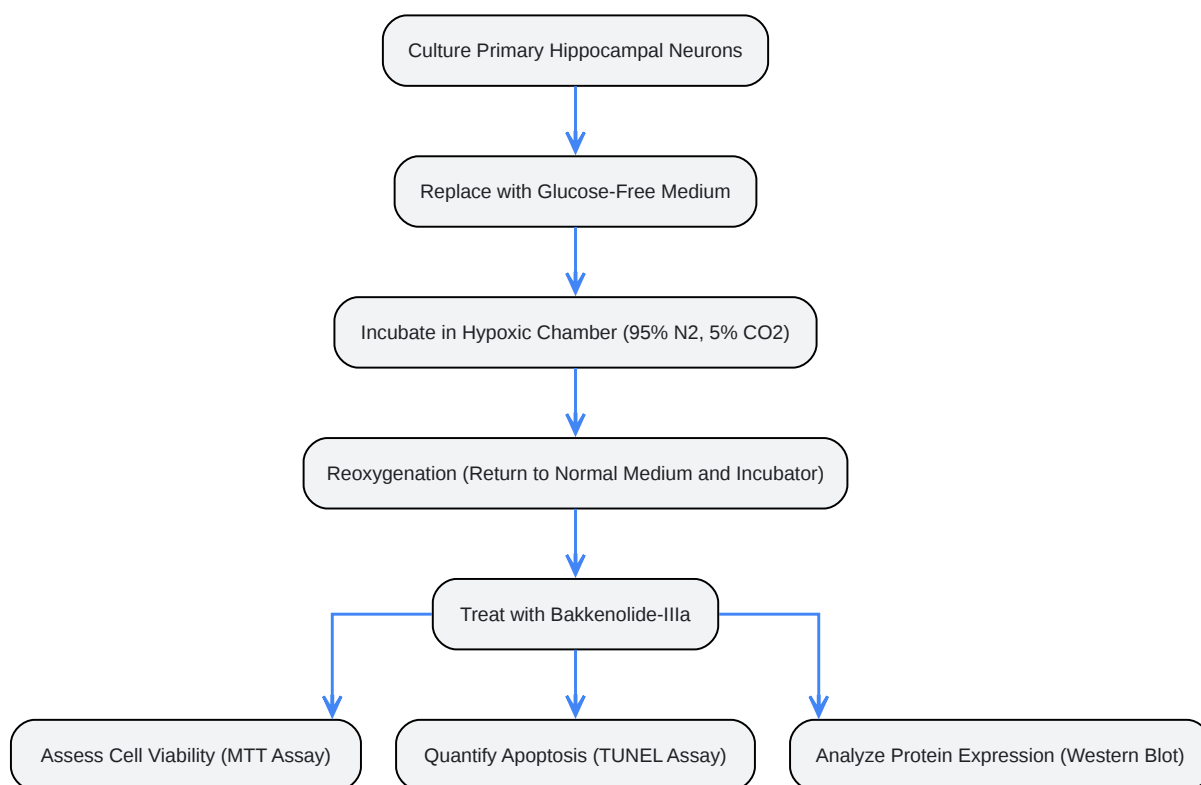 Culture Primary Hippocampal Neurons
Replace with Glucose-Free Medium
Incubate in Hypoxic Chamber (95% N2, 5% CO2)
Reoxygenation (Return to Normal Medium and Incubator)
Treat with Bakkenolide-IIIa
Assess Cell Viability (MTT Assay)
Quantify Apoptosis (TUNEL Assay)
Analyze Protein Expression (Western Blot)